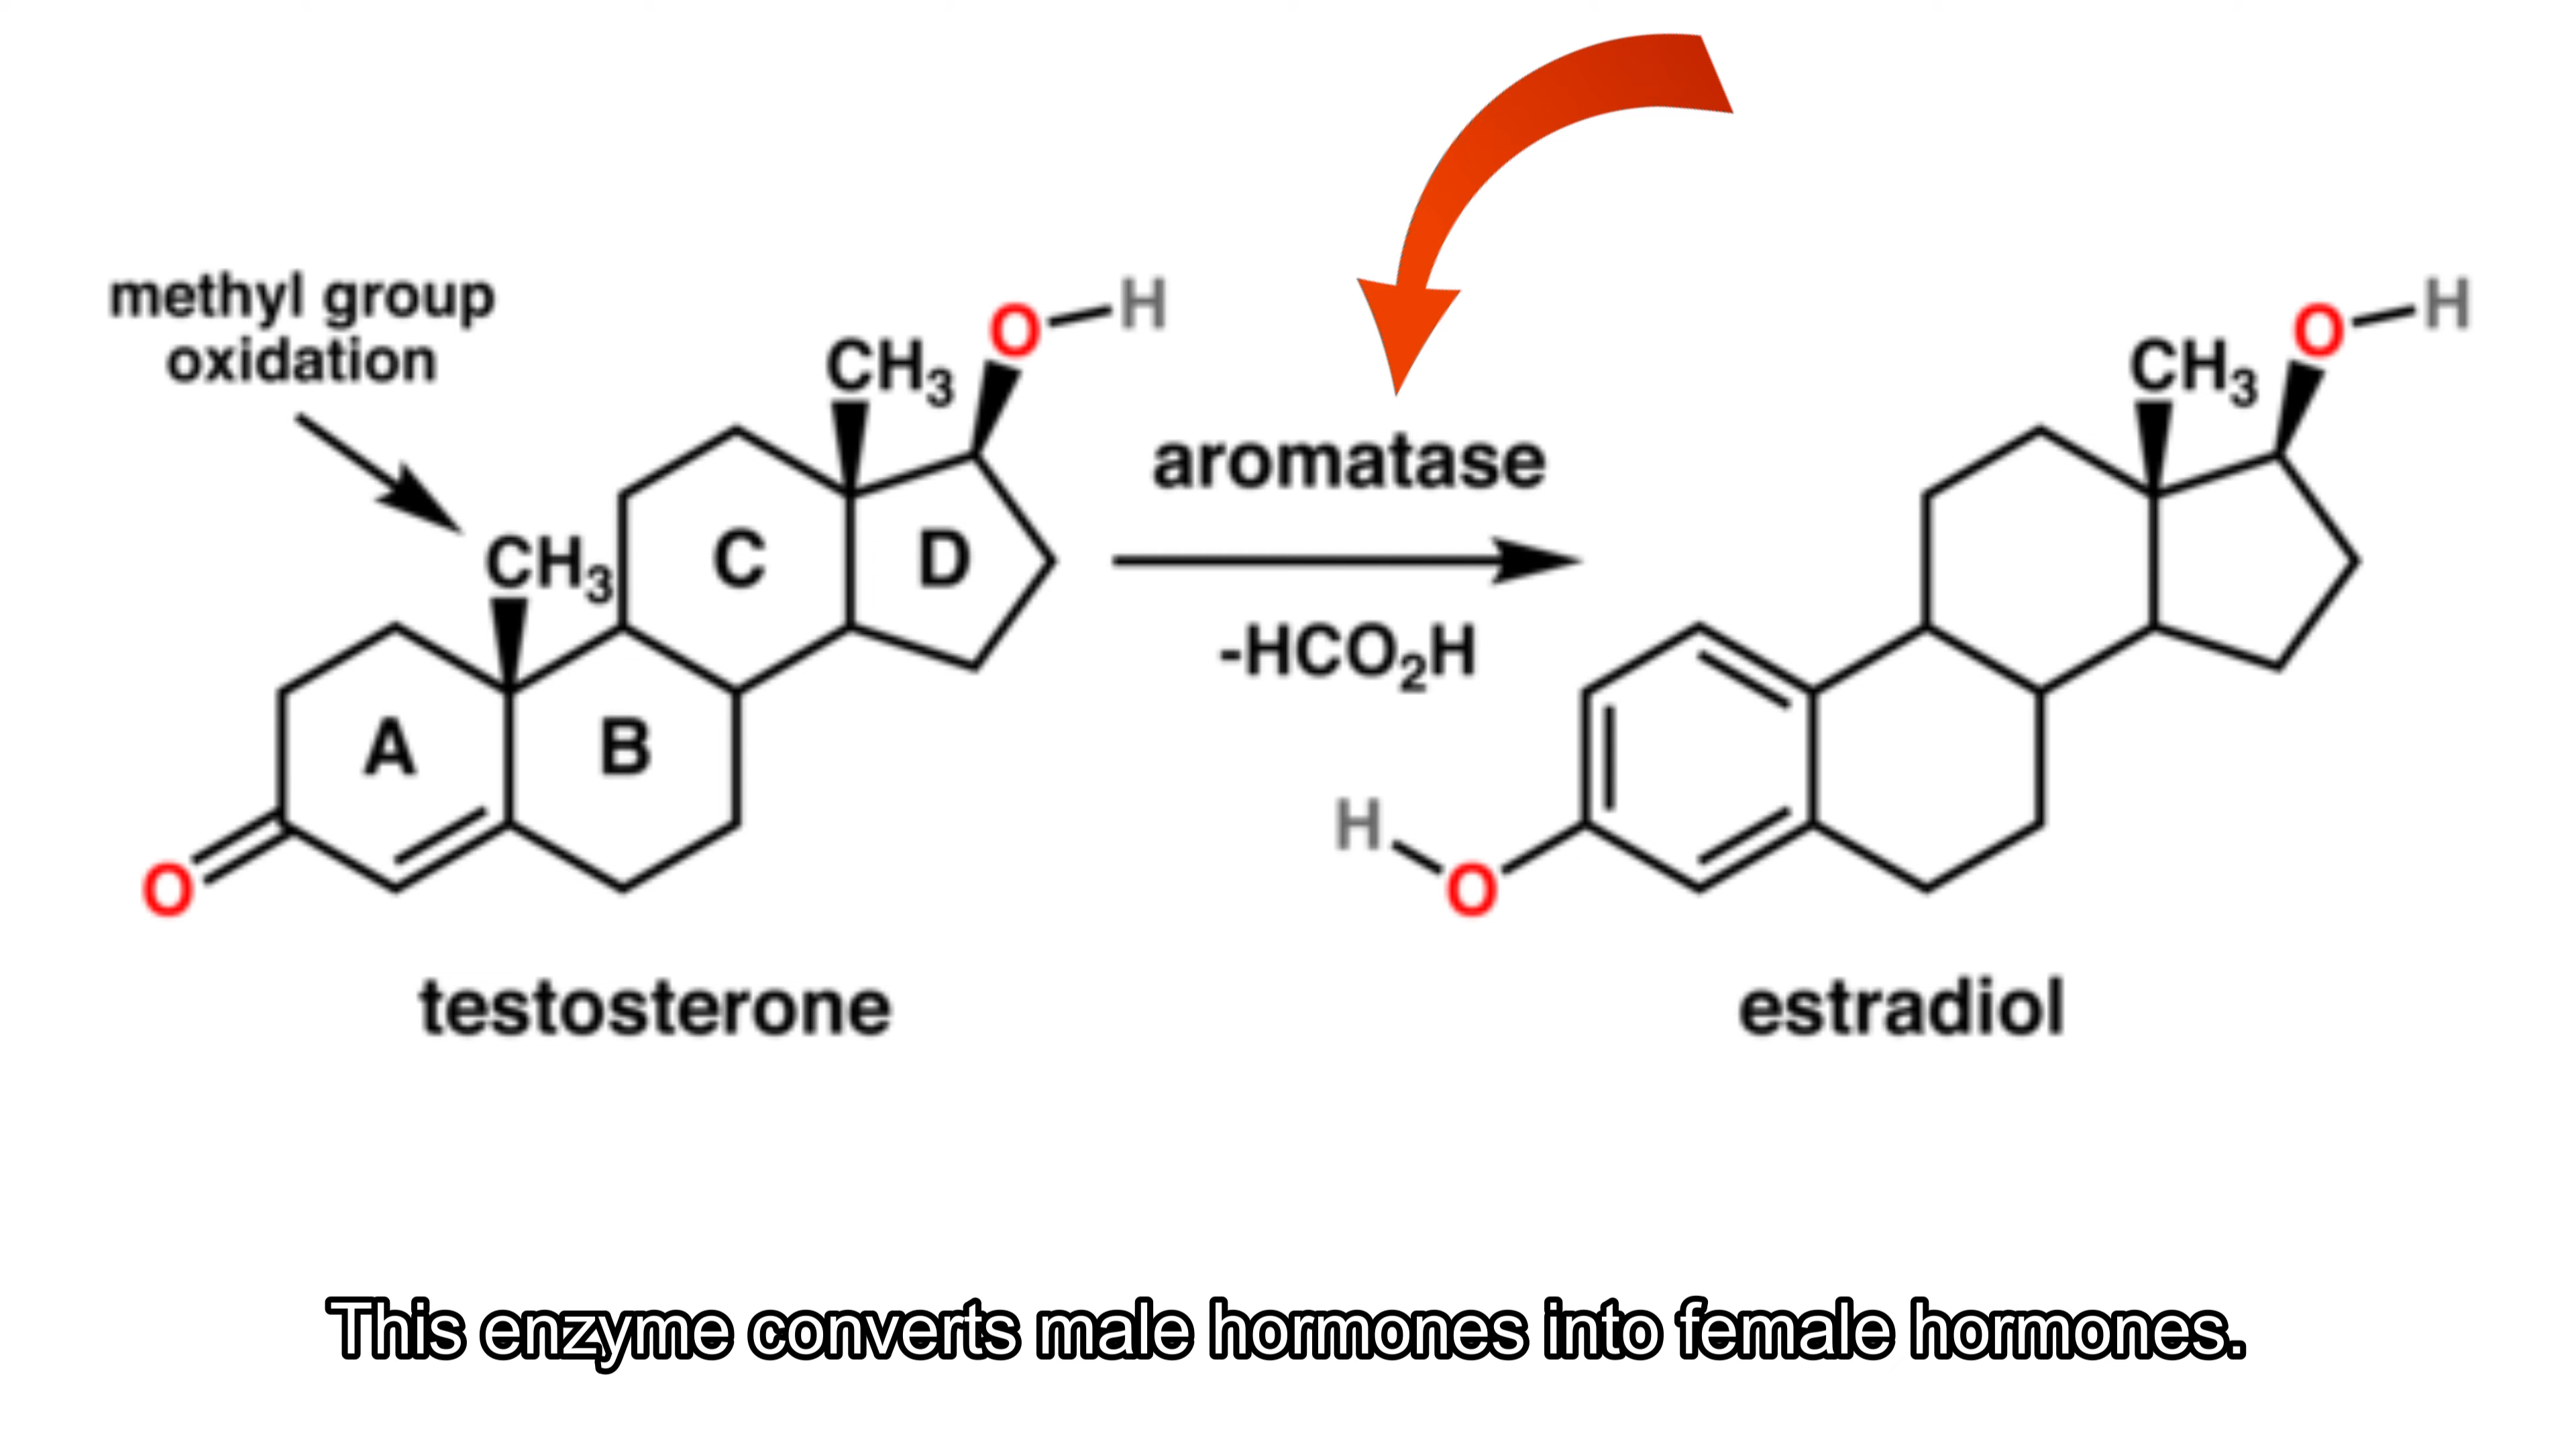 methyl group
oxidation
CH3
CH3
O
H
A
B
C
D
O
testosterone
aromatase
-HCO2H
CH3
O
H
H
O
estradiol
This enzyme converts male hormones into female hormones.